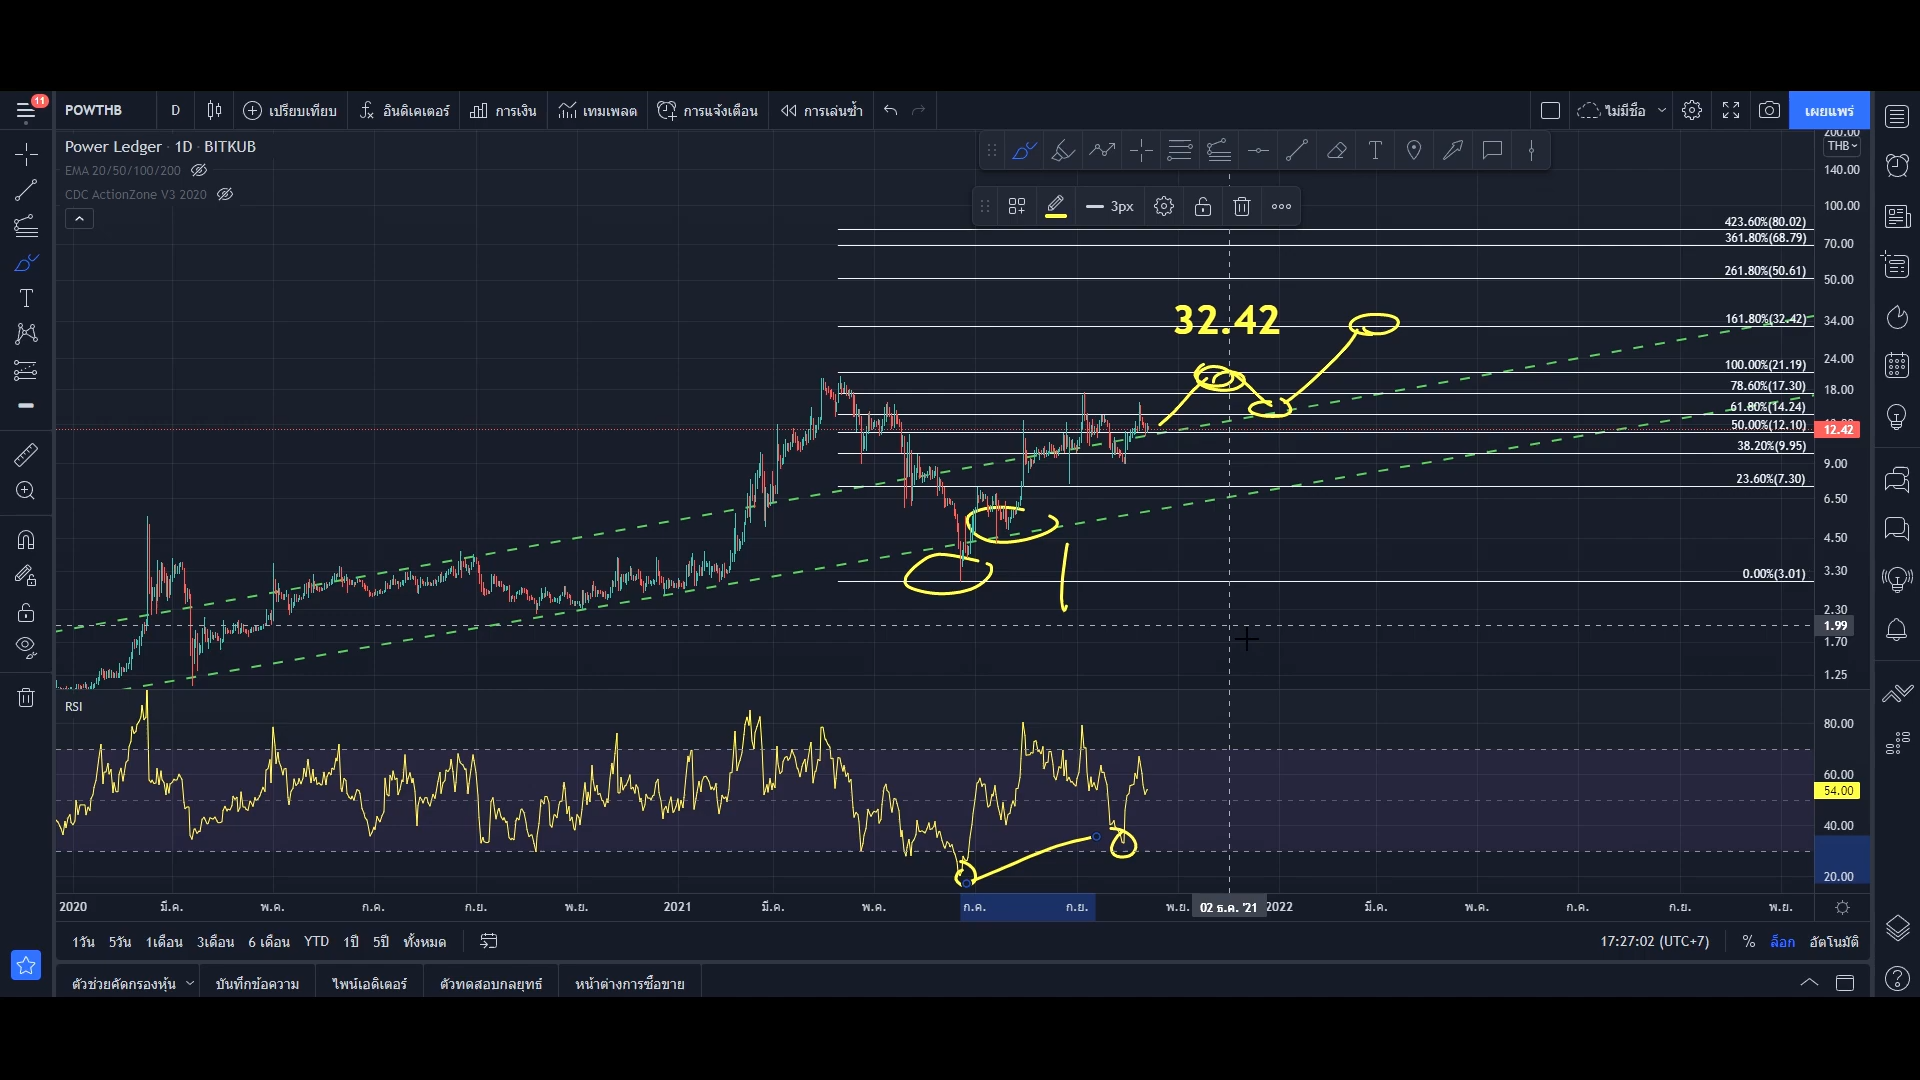 11
POWTHB
D
เปรียบเทียบ
อินดิเคเตอร์
การเงิน
เทมเพลต
การแจ้งเตือน
การเล่นซ้ำ
ไม่มีชื่อ
เผยแพร่
Power Ledger · 1D · BITKUB
EMA 20/50/100/200
CDC ActionZone V3 2020
3px
200.00
THB
140.00
100.00
70.00
50.00
34.00
24.00
18.00
12.42
9.00
6.50
4.50
3.30
2.30
1.99
1.70
1.25
423.60%(80.02)
361.80%(68.79)
261.80%(50.61)
161.80%(32.42)
100.00%(21.19)
78.60%(17.30)
61.80%(14.24)
50.00%(12.10)
38.20%(9.95)
23.60%(7.30)
0.00%(3.01)
32.42
RSI
80.00
60.00
54.00
40.00
20.00
2020
มี.ค.
พ.ค.
ก.ค.
ก.ย.
พ.ย.
2021
มี.ค.
พ.ค.
ก.ค.
ก.ย.
พ.ย.
02 ธ.ค. '21
2022
มี.ค.
พ.ค.
ก.ค.
ก.ย.
พ.ย.
1วัน 5วัน 1เดือน 3เดือน 6 เดือน YTD 1ปี 5ปี ทั้งหมด
17:27:02 (UTC+7)
% ล็อก อัตโนมัติ
ตัวช่วยคัดกรองหุ้น
บันทึกข้อความ
ไพน์เอดิเตอร์
ตัวทดสอบกลยุทธ์
หน้าต่างการซื้อขาย